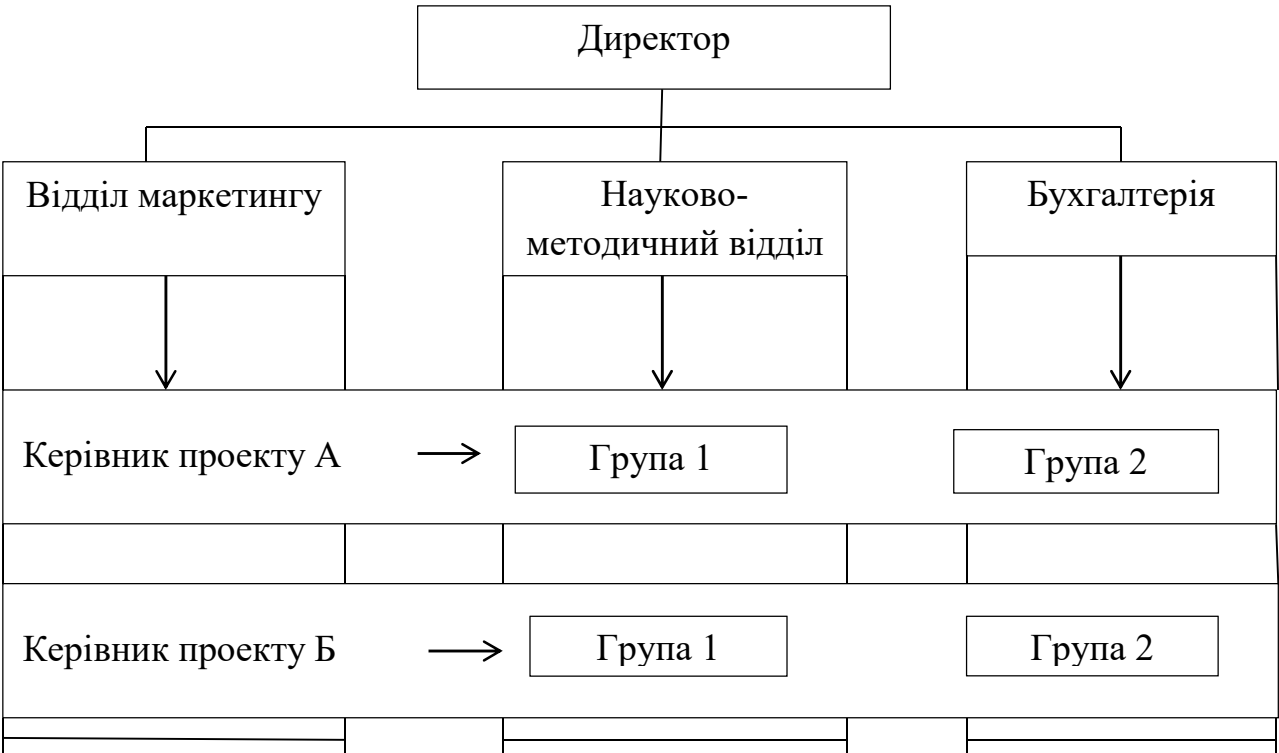 Директор
Відділ маркетингу
Науково-
методичний відділ
Бухгалтерія
Керівник проекту А
Група 1
Група 2
Керівник проекту Б
Група 1
Група 2